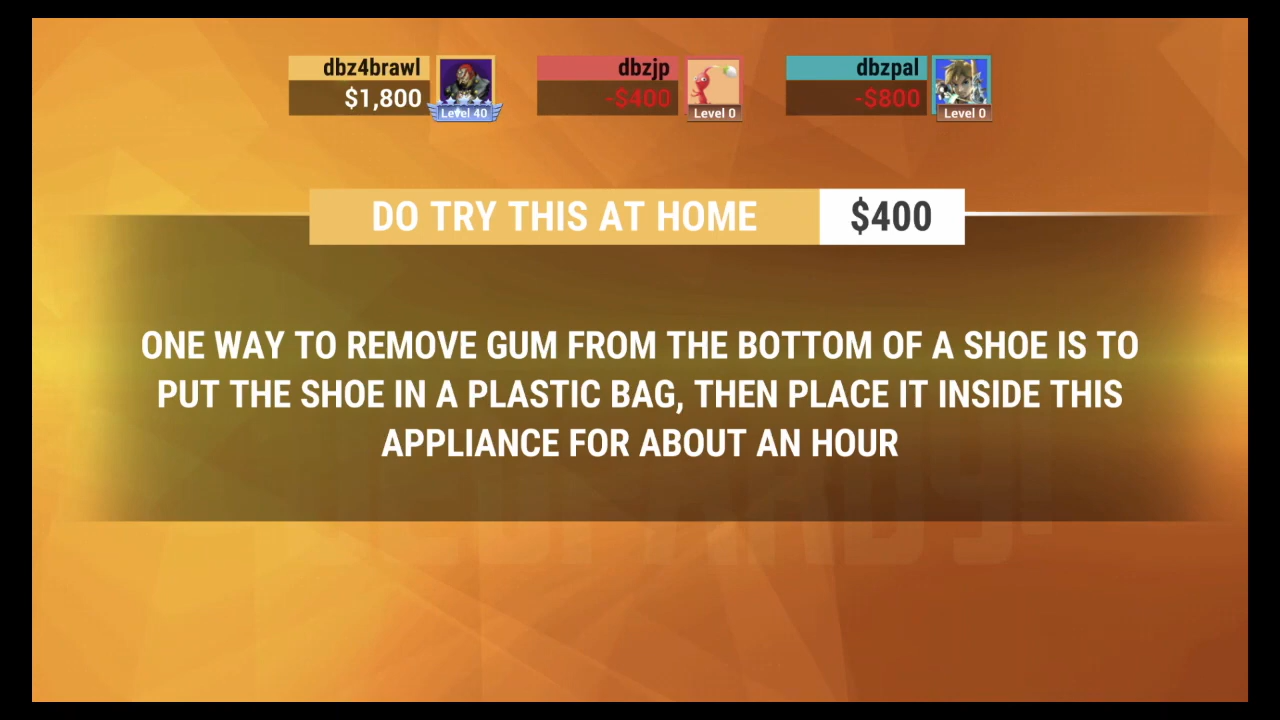 dbz4brawl
$1,800
Level 40
dbzjp
-$400
Level 0
dbzpal
-$800
Level 0
DO TRY THIS AT HOME
$400
ONE WAY TO REMOVE GUM FROM THE BOTTOM OF A SHOE IS TO
PUT THE SHOE IN A PLASTIC BAG, THEN PLACE IT INSIDE THIS
APPLIANCE FOR ABOUT AN HOUR
JEOPARDY!